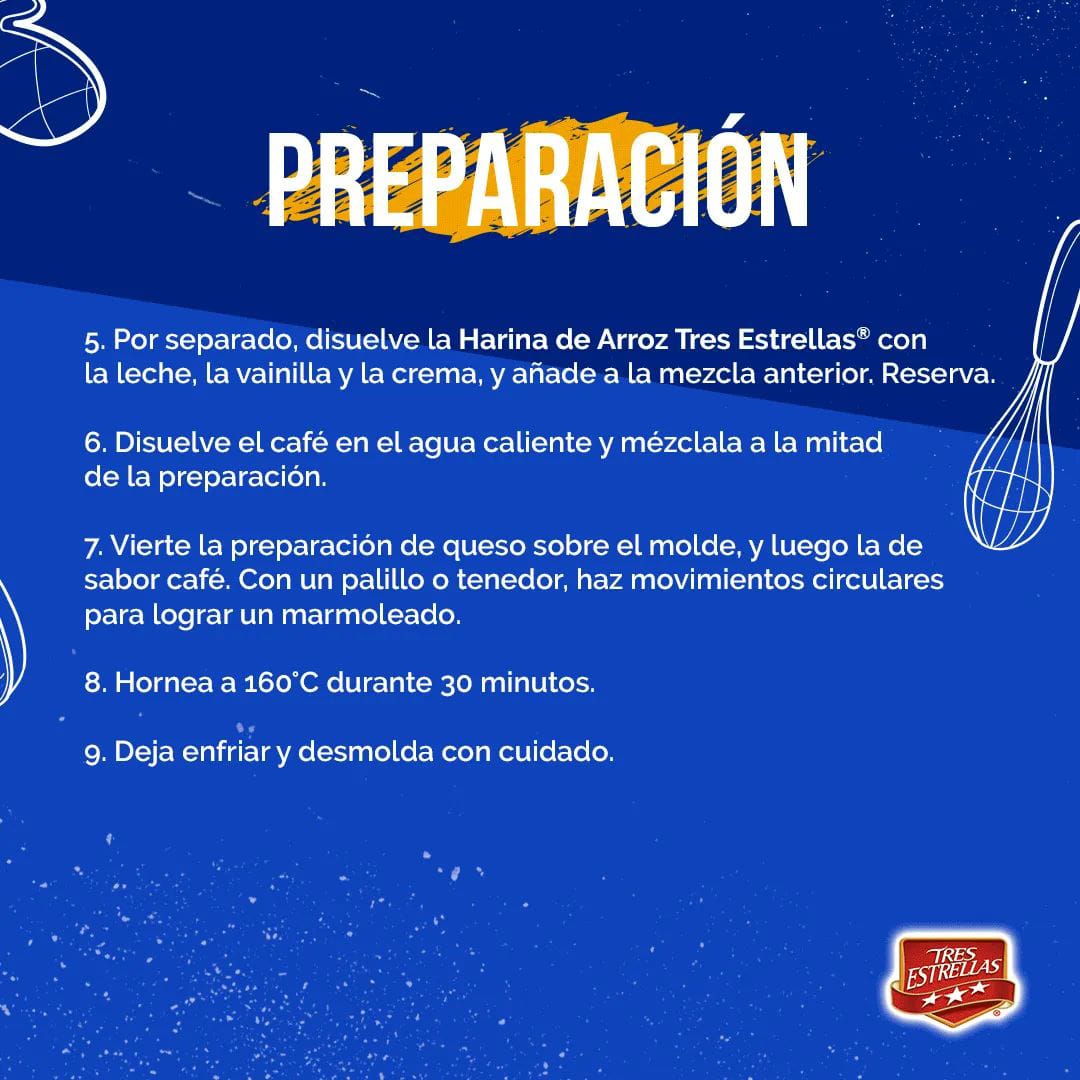 PREPARACIÓN
5. Por separado, disuelve la Harina de Arroz Tres Estrellas® con
la leche, la vainilla y la crema, y añade a la mezcla anterior. Reserva.
6. Disuelve el café en el agua caliente y mézclala a la mitad
de la preparación.
7. Vierte la preparación de queso sobre el molde, y luego la de
sabor café. Con un palillo o tenedor, haz movimientos circulares
para lograr un marmoleado.
8. Hornea a 160°C durante 30 minutos.
9. Deja enfriar y desmolda con cuidado.
TRES
ESTRELLAS
®